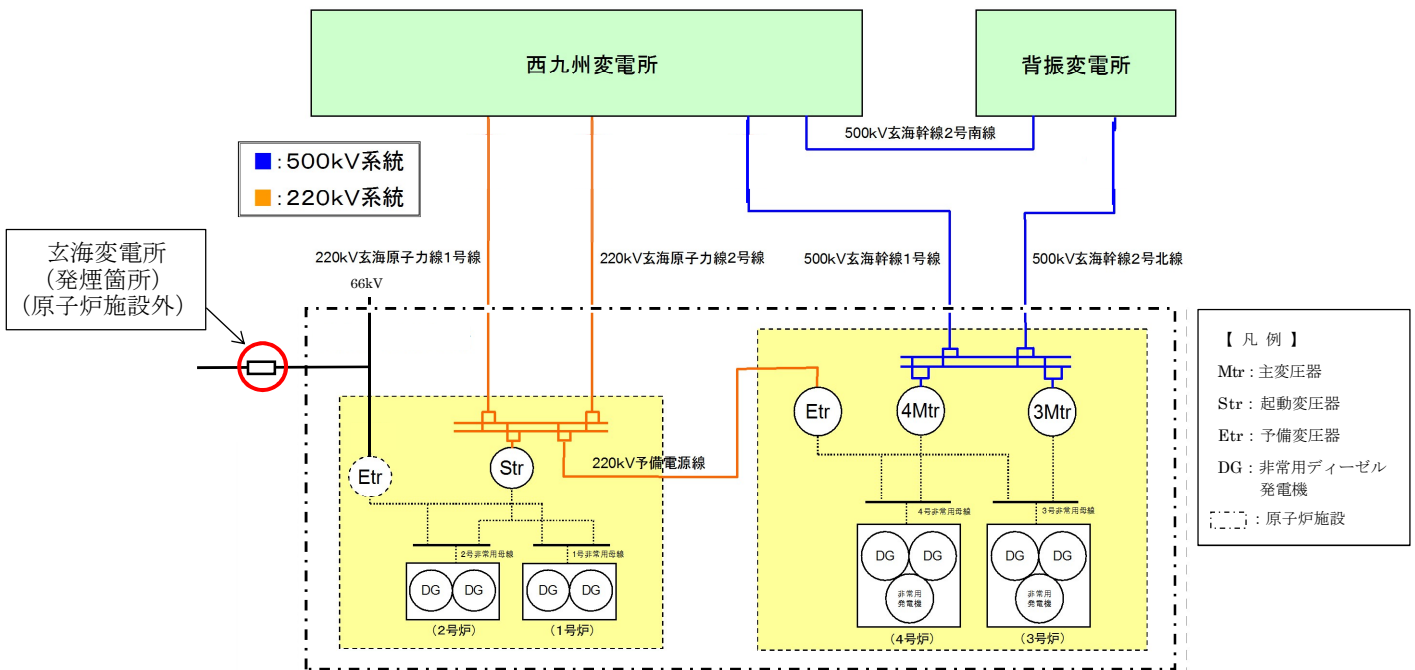 西九州変電所
背振変電所
500kV玄海幹線2号南線
■:500kV系統
■:220kV系統
玄海変電所
(発煙箇所)
(原子炉施設外)
220kV玄海原子力線1号線
220kV玄海原子力線2号線
500kV玄海幹線1号線
500kV玄海幹線2号北線
66kV
【 凡 例 】
Mtr:主変圧器
Str:起動変圧器
Etr:予備変圧器
DG:非常用ディーゼル
発電機
:原子炉施設
Etr
4Mtr
3Mtr
Etr
Str
220kV予備電源線
4号非常用母線
3号非常用母線
2号非常用母線
1号非常用母線
DG
DG
DG
DG
DG
DG
DG
DG
非常用
発電機
非常用
発電機
(2号炉)
(1号炉)
(4号炉)
(3号炉)